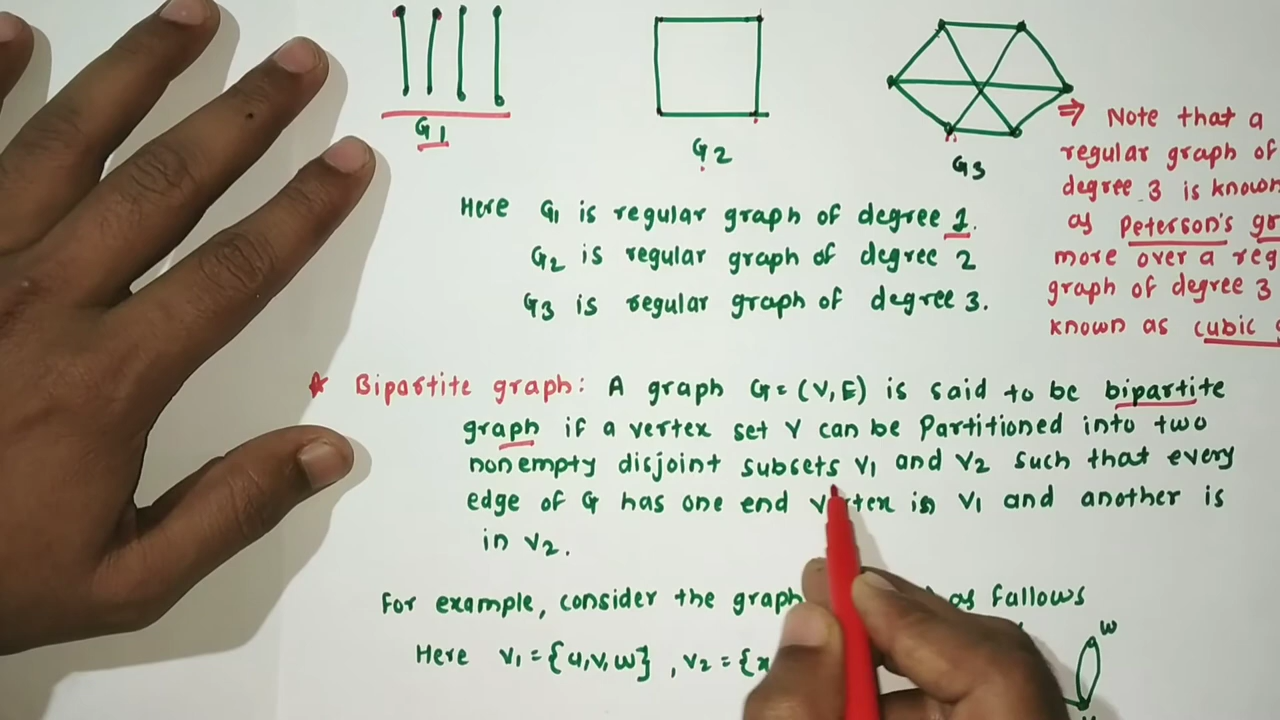 G1
G2
G3
⇒ Note that a
regular graph of
degree 3 is known
as Peterson's
more over a
graph of degree 3
known as cubic
Here G1 is regular graph of degree 1.
G2 is regular graph of degree 2
G3 is regular graph of degree 3.
* Bipartite graph: A graph G=(V,E) is said to be bipartite
graph if a vertex set V can be Partitioned into two
nonempty disjoint subsets V1 and V2 such that every
edge of G has one end vertex in V1 and another is
in V2.
For example, consider the graph as fallows
Here V1={u,v,w}, V2={x
w